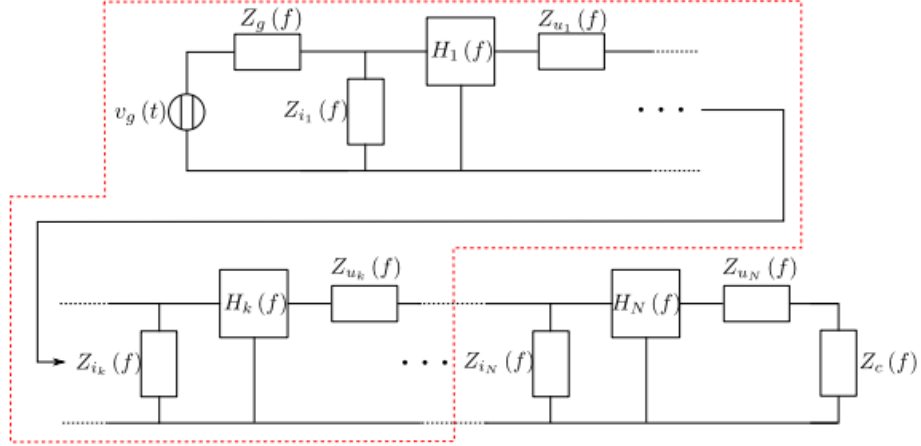 Z_g (f)
H_1 (f)
Z_{u_1} (f)
v_g (t)
Z_{i_1} (f)
. . .
Z_{u_k} (f)
Z_{u_N} (f)
H_k (f)
H_N (f)
Z_{i_k} (f)
. . .
Z_{i_N} (f)
Z_c (f)